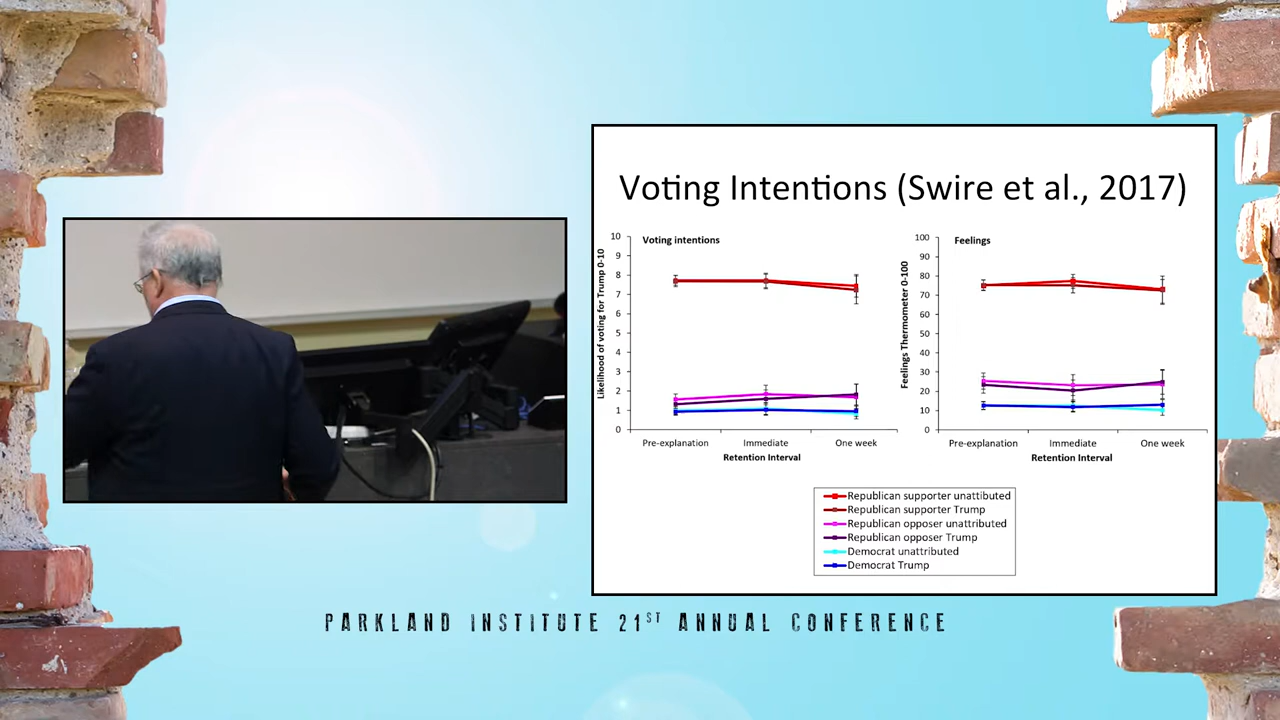 Voting Intentions (Swire et al., 2017)
Voting intentions
Likelihood of voting for Trump 0-10
10
9
8
7
6
5
4
3
2
1
0
Pre-explanation Immediate One week
Retention Interval
Feelings
Feelings Thermometer 0-100
100
90
80
70
60
50
40
30
20
10
0
Pre-explanation Immediate One week
Retention Interval
Republican supporter unattibuted
Republican supporter Trump
Republican opposer unattributed
Republican opposer Trump
Democrat unattributed
Democrat Trump
PARKLAND INSTITUTE 21ST ANNUAL CONFERENCE